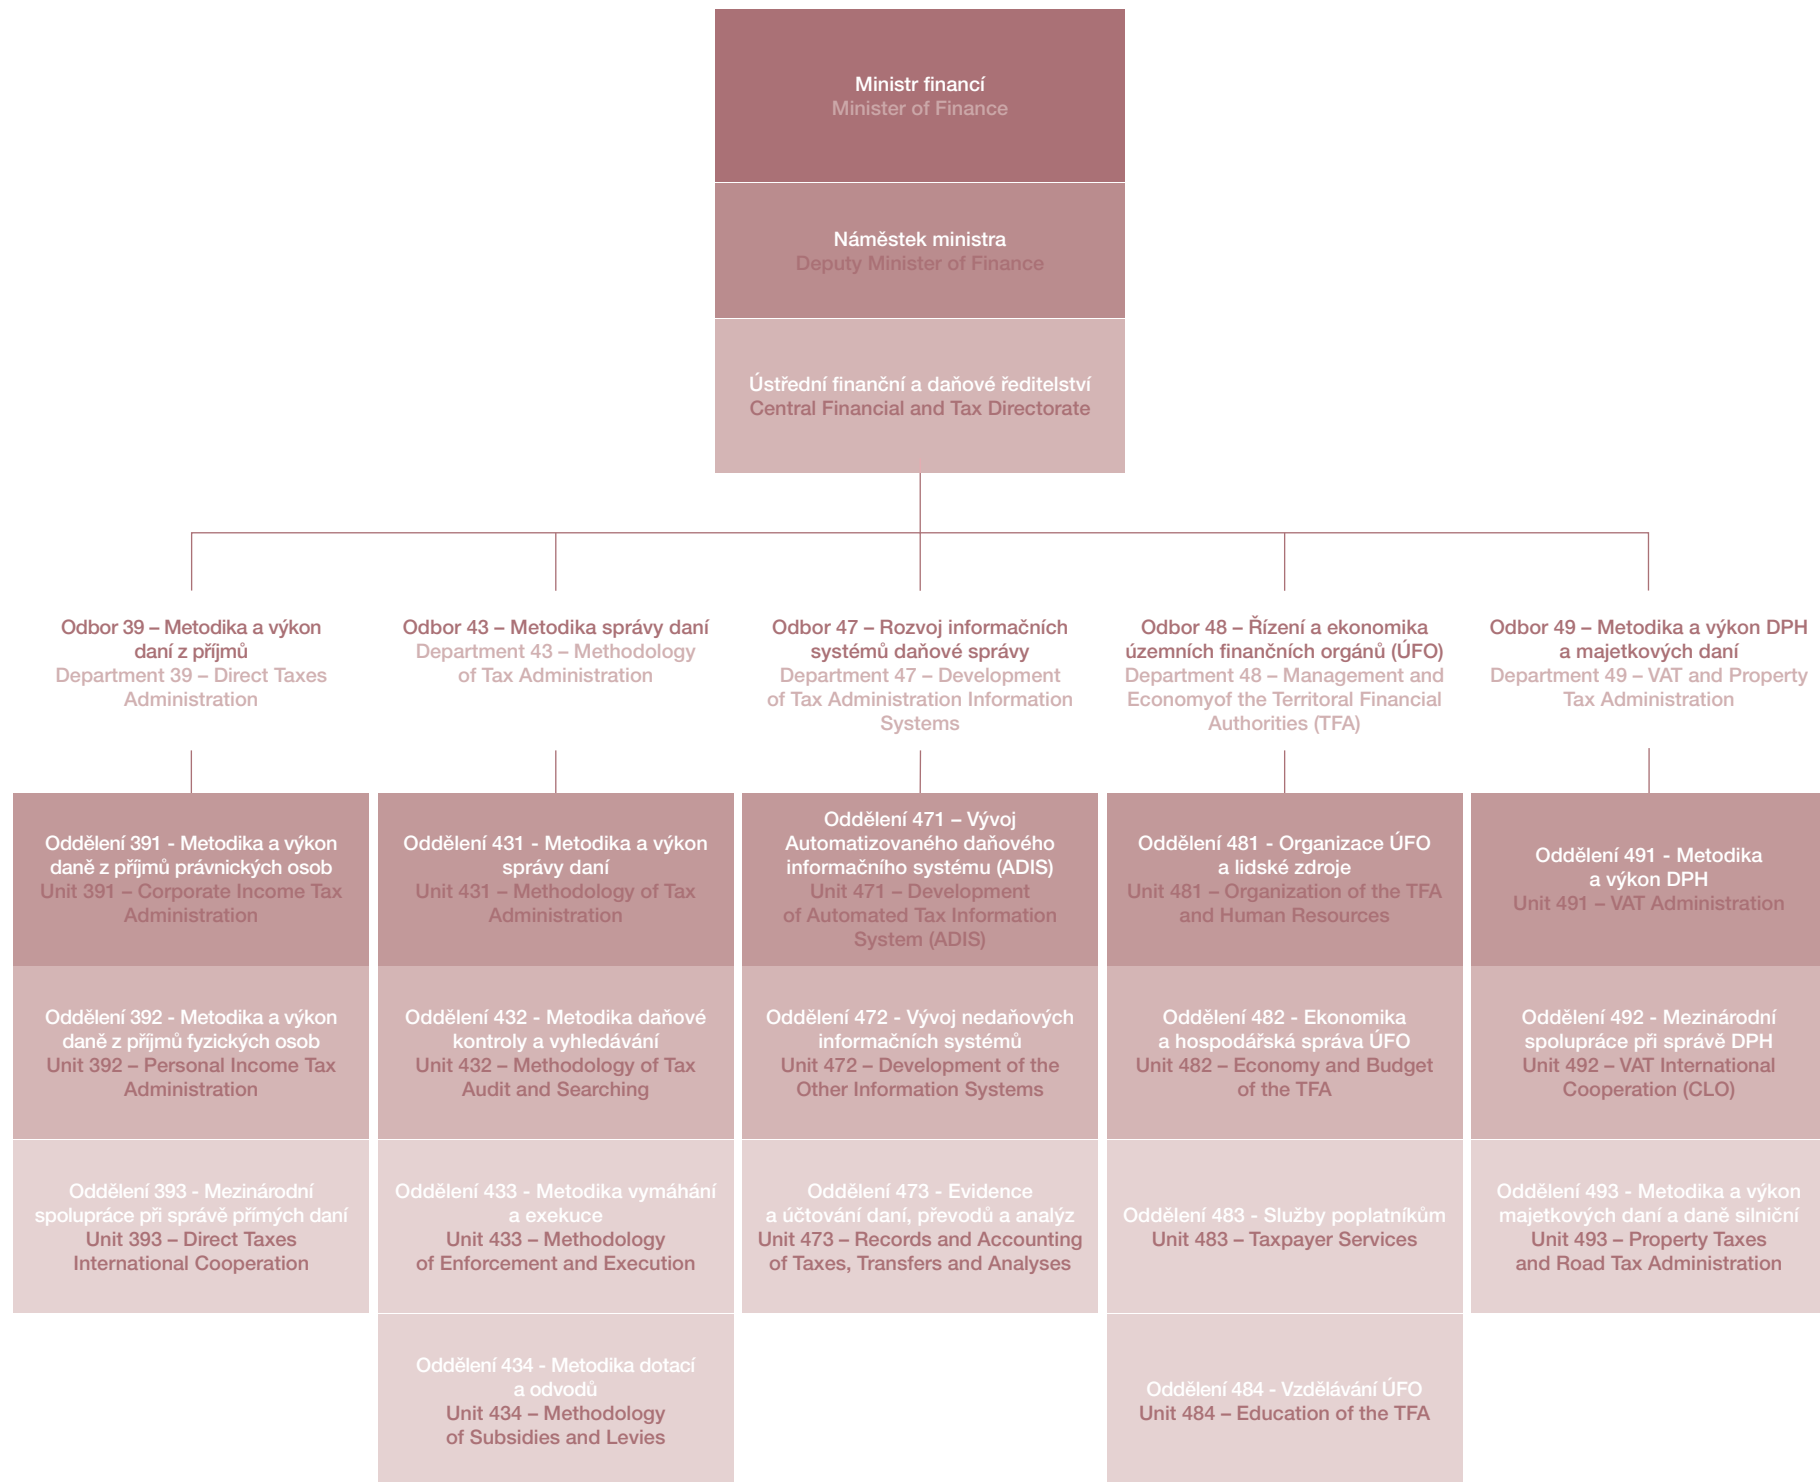 Ministr financí
Minister of Finance
Náměstek ministra
Deputy Minister of Finance
Ústřední finanční a daňové ředitelství
Central Financial and Tax Directorate
Odbor 39 – Metodika a výkon
daní z příjmů
Department 39 – Direct Taxes
Administration
Odbor 43 – Metodika správy daní
Department 43 – Methodology
of Tax Administration
Odbor 47 – Rozvoj informačních
systémů daňové správy
Department 47 – Development
of Tax Administration Information
Systems
Odbor 48 – Řízení a ekonomika
územních finančních orgánů (ÚFO)
Department 48 – Management and
Economyof the Territoral Financial
Authorities (TFA)
Odbor 49 – Metodika a výkon DPH
a majetkových daní
Department 49 – VAT and Property
Tax Administration
Oddělení 391 - Metodika a výkon
daně z příjmů právnických osob
Unit 391 – Corporate Income Tax
Administration
Oddělení 431 - Metodika a výkon
správy daní
Unit 431 – Methodology of Tax
Administration
Oddělení 471 – Vývoj
Automatizovaného daňového
informačního systému (ADIS)
Unit 471 – Development
of Automated Tax Information
System (ADIS)
Oddělení 481 - Organizace ÚFO
a lidské zdroje
Unit 481 – Organization of the TFA
and Human Resources
Oddělení 491 - Metodika
a výkon DPH
Unit 491 – VAT Administration
Oddělení 392 - Metodika a výkon
daně z příjmů fyzických osob
Unit 392 – Personal Income Tax
Administration
Oddělení 432 - Metodika daňové
kontroly a vyhledávání
Unit 432 – Methodology of Tax
Audit and Searching
Oddělení 472 - Vývoj nedaňových
informačních systémů
Unit 472 – Development of the
Other Information Systems
Oddělení 482 - Ekonomika
a hospodářská správa ÚFO
Unit 482 – Economy and Budget
of the TFA
Oddělení 492 - Mezinárodní
spolupráce při správě DPH
Unit 492 – VAT International
Cooperation (CLO)
Oddělení 393 - Mezinárodní
spolupráce při správě přímých daní
Unit 393 – Direct Taxes
International Cooperation
Oddělení 433 - Metodika vymáhání
a exekuce
Unit 433 – Methodology
of Enforcement and Execution
Oddělení 473 - Evidence
a účtování daní, převodů a analýz
Unit 473 – Records and Accounting
of Taxes, Transfers and Analyses
Oddělení 483 - Služby poplatníkům
Unit 483 – Taxpayer Services
Oddělení 493 - Metodika a výkon
majetkových daní a daně silniční
Unit 493 – Property Taxes
and Road Tax Administration
Oddělení 434 - Metodika dotací
a odvodů
Unit 434 – Methodology
of Subsidies and Levies
Oddělení 484 - Vzdělávání ÚFO
Unit 484 – Education of the TFA